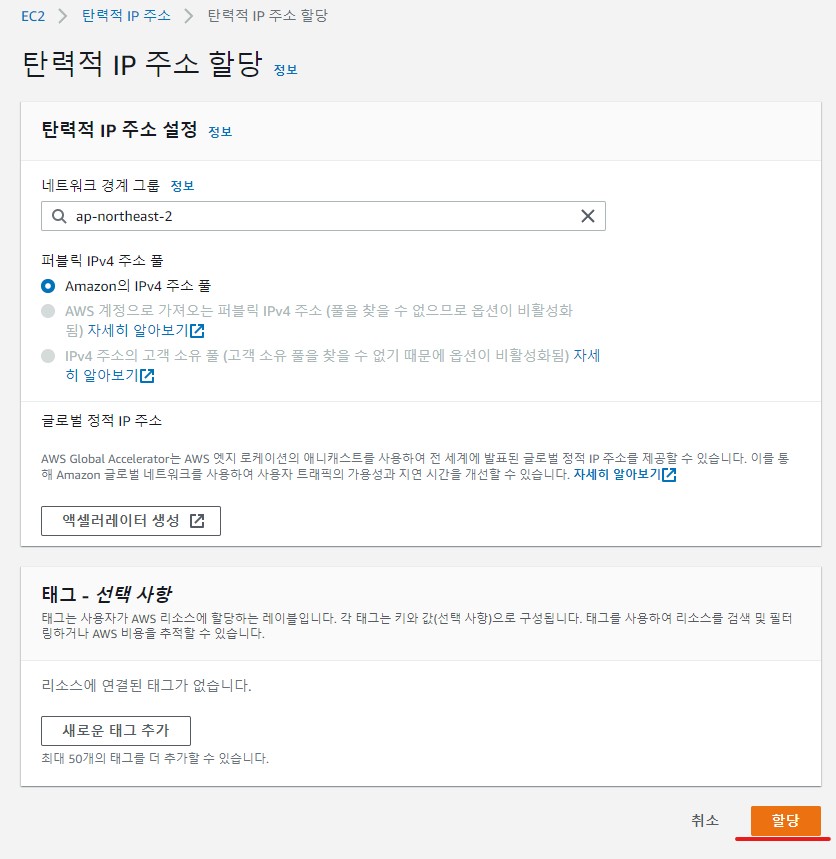 EC2 > 탄력적 IP 주소 > 탄력적 IP 주소 할당
탄력적 IP 주소 할당 정보
탄력적 IP 주소 설정 정보
네트워크 경계 그룹 정보
ap-northeast-2
퍼블릭 IPv4 주소 풀
Amazon의 IPv4 주소 풀
AWS 계정으로 가져오는 퍼블릭 IPv4 주소 (풀을 찾을 수 없으므로 옵션이 비활성화
됨) 자세히 알아보기
IPv4 주소의 고객 소유 풀 (고객 소유 풀을 찾을 수 없기 때문에 옵션이 비활성화됨) 자세
히 알아보기
글로벌 정적 IP 주소
AWS Global Accelerator는 AWS 엣지 로케이션의 애니캐스트를 사용하여 전 세계에 발표된 글로벌 정적 IP 주소를 제공할 수 있습니다. 이를 통
해 Amazon 글로벌 네트워크를 사용하여 사용자 트래픽의 가용성과 지연 시간을 개선할 수 있습니다. 자세히 알아보기
액셀러레이터 생성
태그 - 선택 사항
태그는 사용자가 AWS 리소스에 할당하는 레이블입니다. 각 태그는 키와 값(선택 사항)으로 구성됩니다. 태그를 사용하여 리소스를 검색 및 필터
링하거나 AWS 비용을 추적할 수 있습니다.
리소스에 연결된 태그가 없습니다.
새로운 태그 추가
최대 50개의 태그를 더 추가할 수 있습니다.
취소 할당